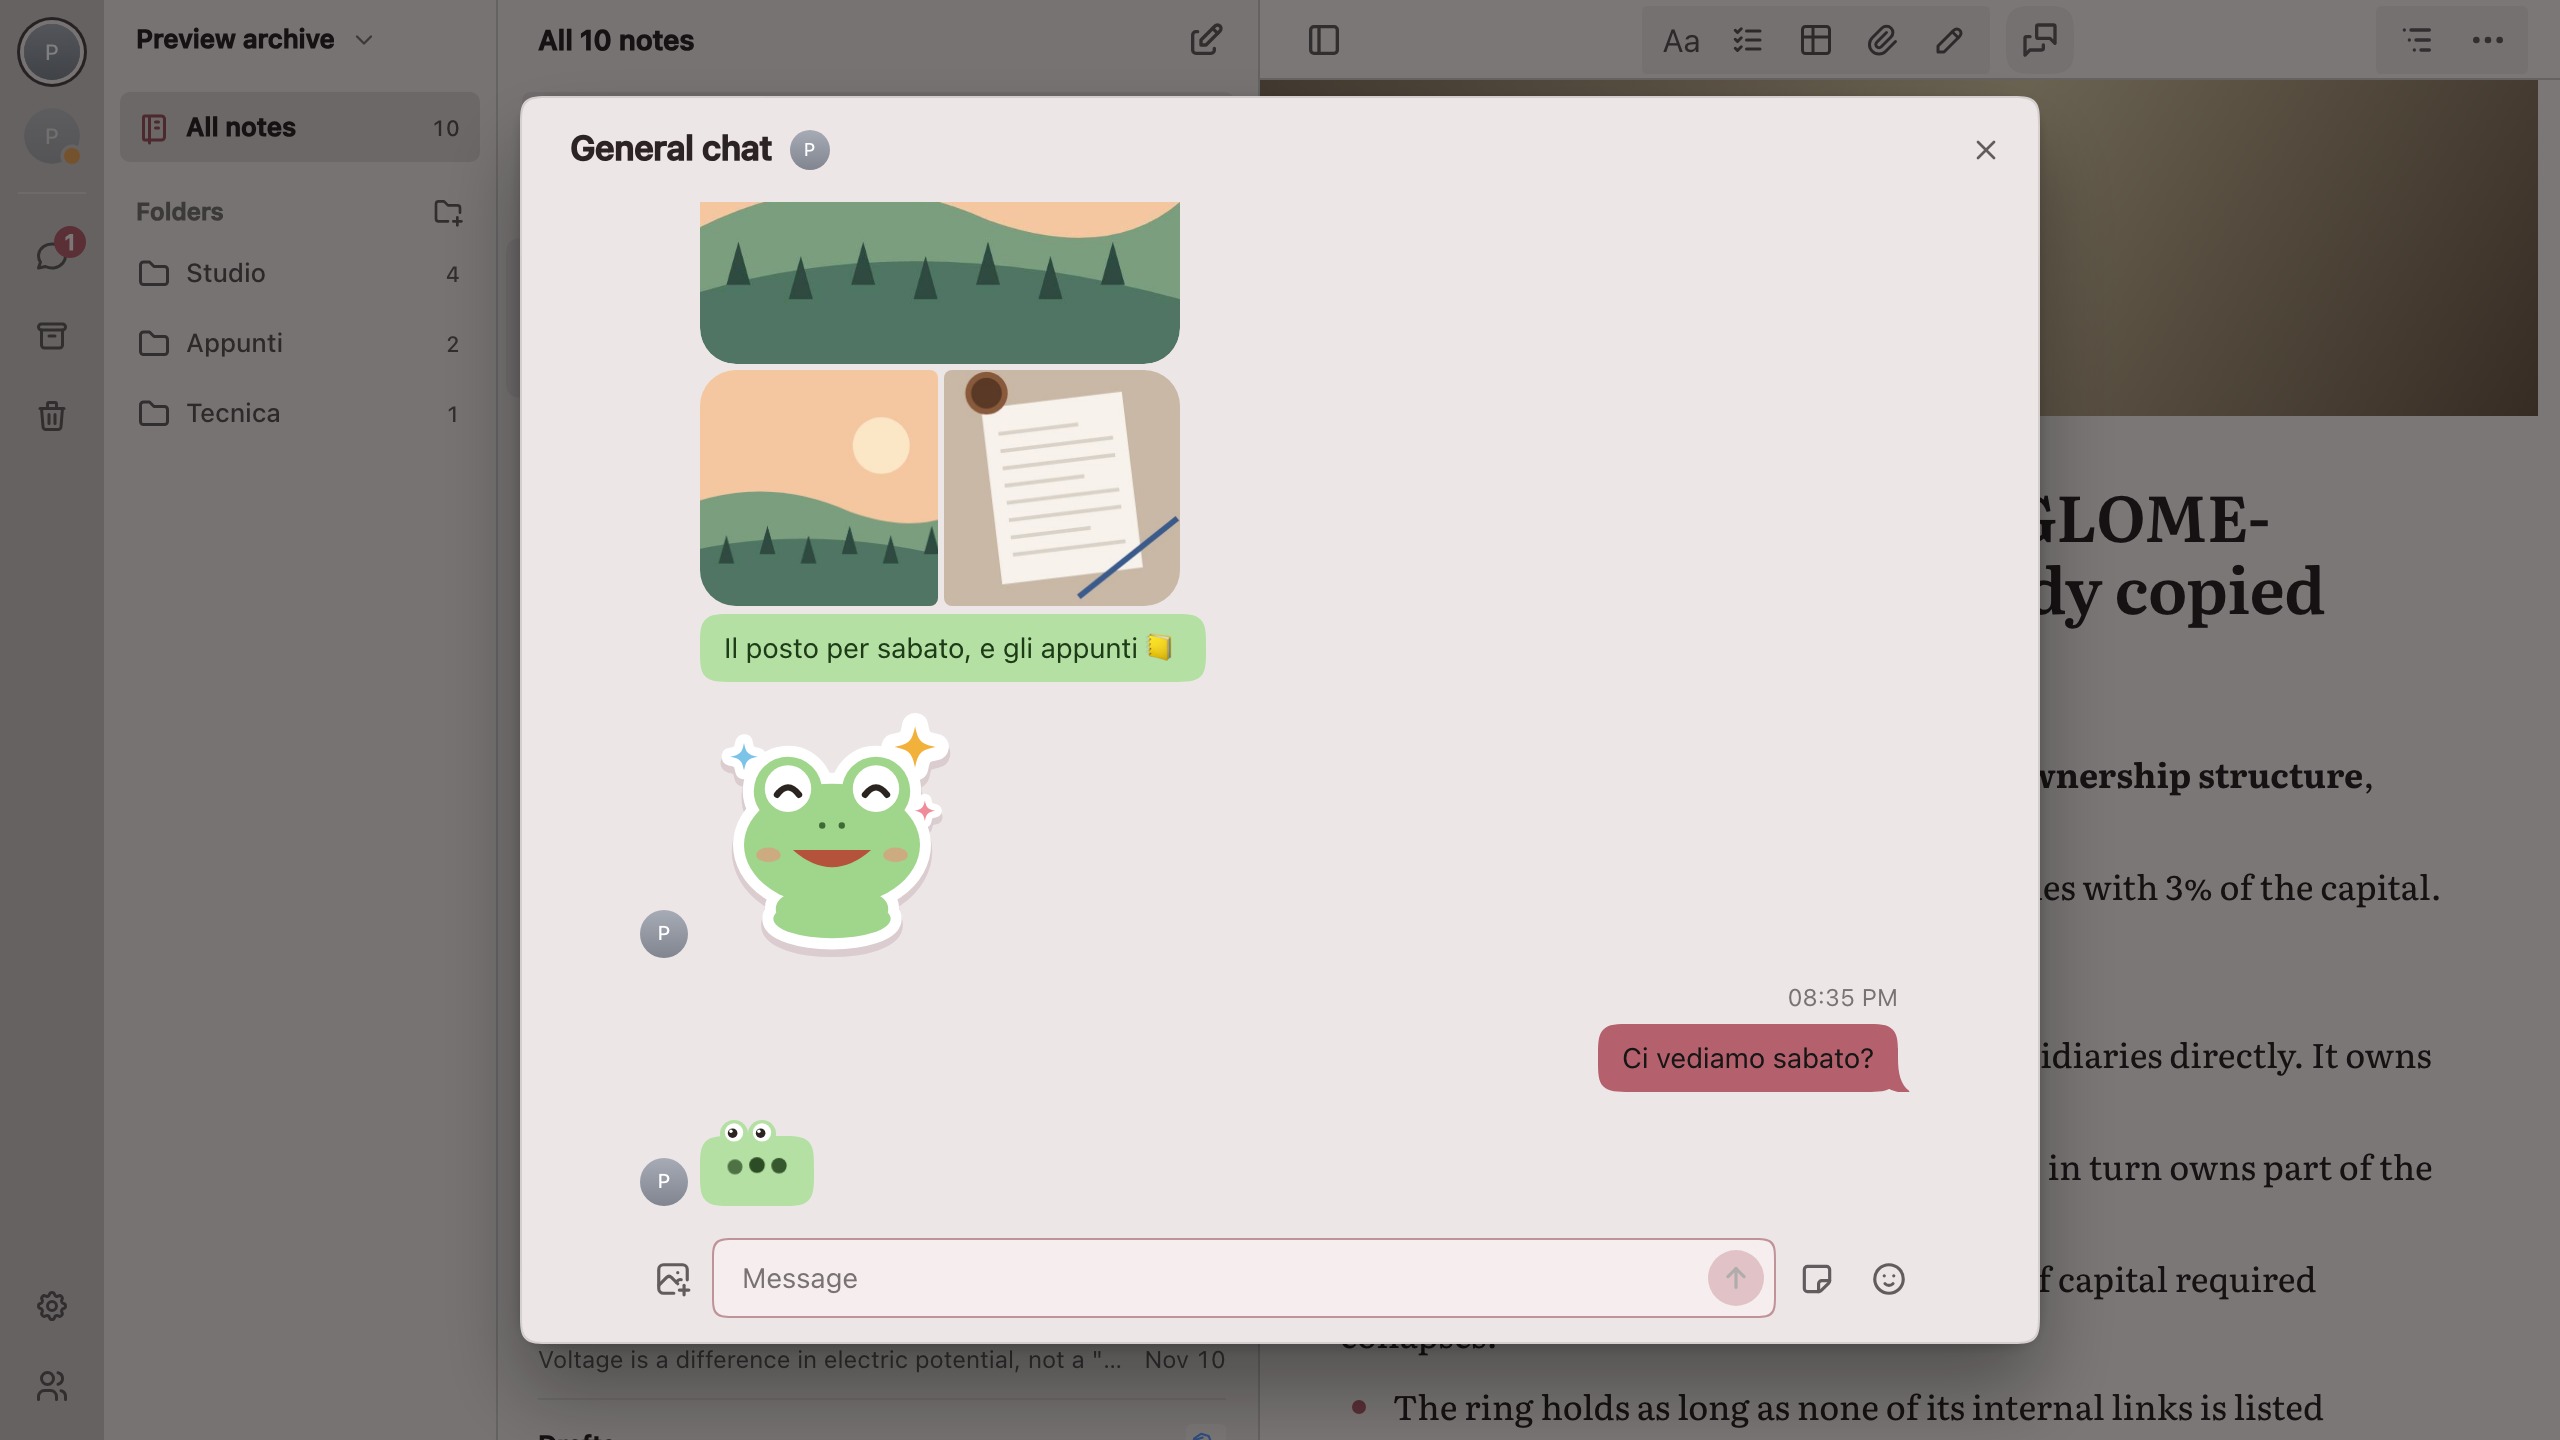 P
Preview archive
All notes 10
P
Folders
1
Studio 4
Appunti 2
Tecnica 1
All 10 notes
Aa
General chat P
Il posto per sabato, e gli appunti 📒
P
08:35 PM
Ci vediamo sabato?
P
Message
GLOME-
dy copied
wnership structure,
es with 3% of the capital.
idiaries directly. It owns
in turn owns part of the
f capital required
collapses.
The ring holds as long as none of its internal links is listed
Voltage is a difference in electric potential, not a "... Nov 10
Drafts